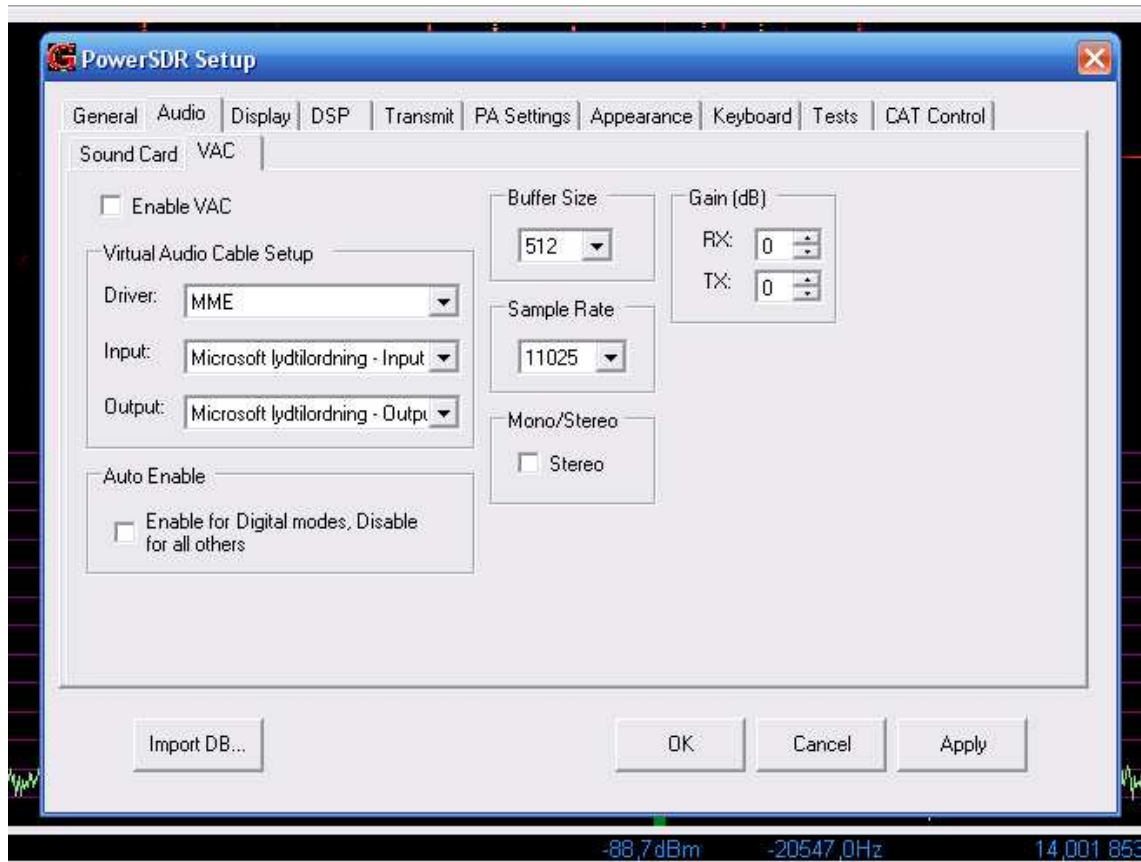 PowerSDR Setup
General Audio Display DSP Transmit PA Settings Appearance Keyboard Tests CAT Control
Sound Card VAC
Enable VAC
Virtual Audio Cable Setup
Driver: MME
Input: Microsoft lydtilordning - Input
Output: Microsoft lydtilordning - Outpu
Auto Enable
Enable for Digital modes, Disable
for all others
Buffer Size
512
Sample Rate
11025
Mono/Stereo
Stereo
Gain (dB)
RX: 0
TX: 0
Import DB... OK Cancel Apply
-88,7dBm -20547,0Hz 14 001 853